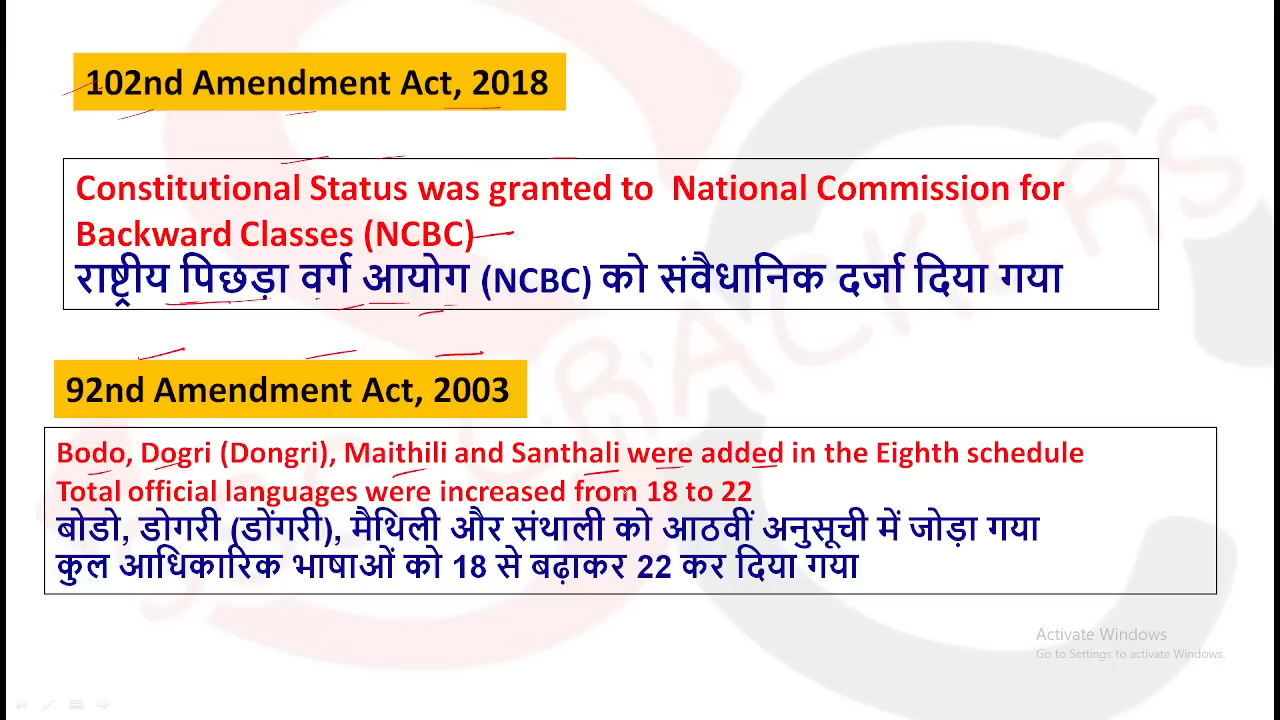 102nd Amendment Act, 2018
Constitutional Status was granted to National Commission for
Backward Classes (NCBC)
राष्ट्रीय पिछड़ा वर्ग आयोग (NCBC) को संवैधानिक दर्जा दिया गया
92nd Amendment Act, 2003
Bodo, Dogri (Dongri), Maithili and Santhali were added in the Eighth schedule
Total official languages were increased from 18 to 22
बोडो, डोगरी (डोंगरी), मैथिली और संथाली को आठवीं अनुसूची में जोड़ा गया
कुल आधिकारिक भाषाओं को 18 से बढ़ाकर 22 कर दिया गया
Activate Windows
Go to Settings to activate Windows.